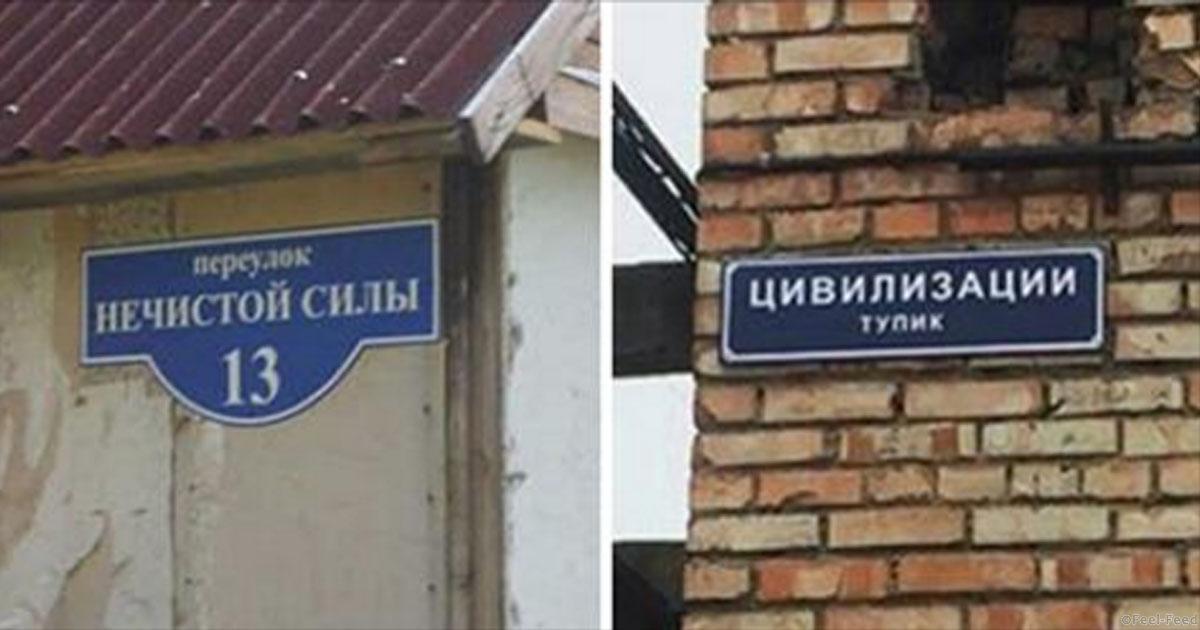 переулок
НЕЧИСТОЙ СИЛЫ
13
ЦИВИЛИЗАЦИИ
ТУПИК
©Feel-Feed